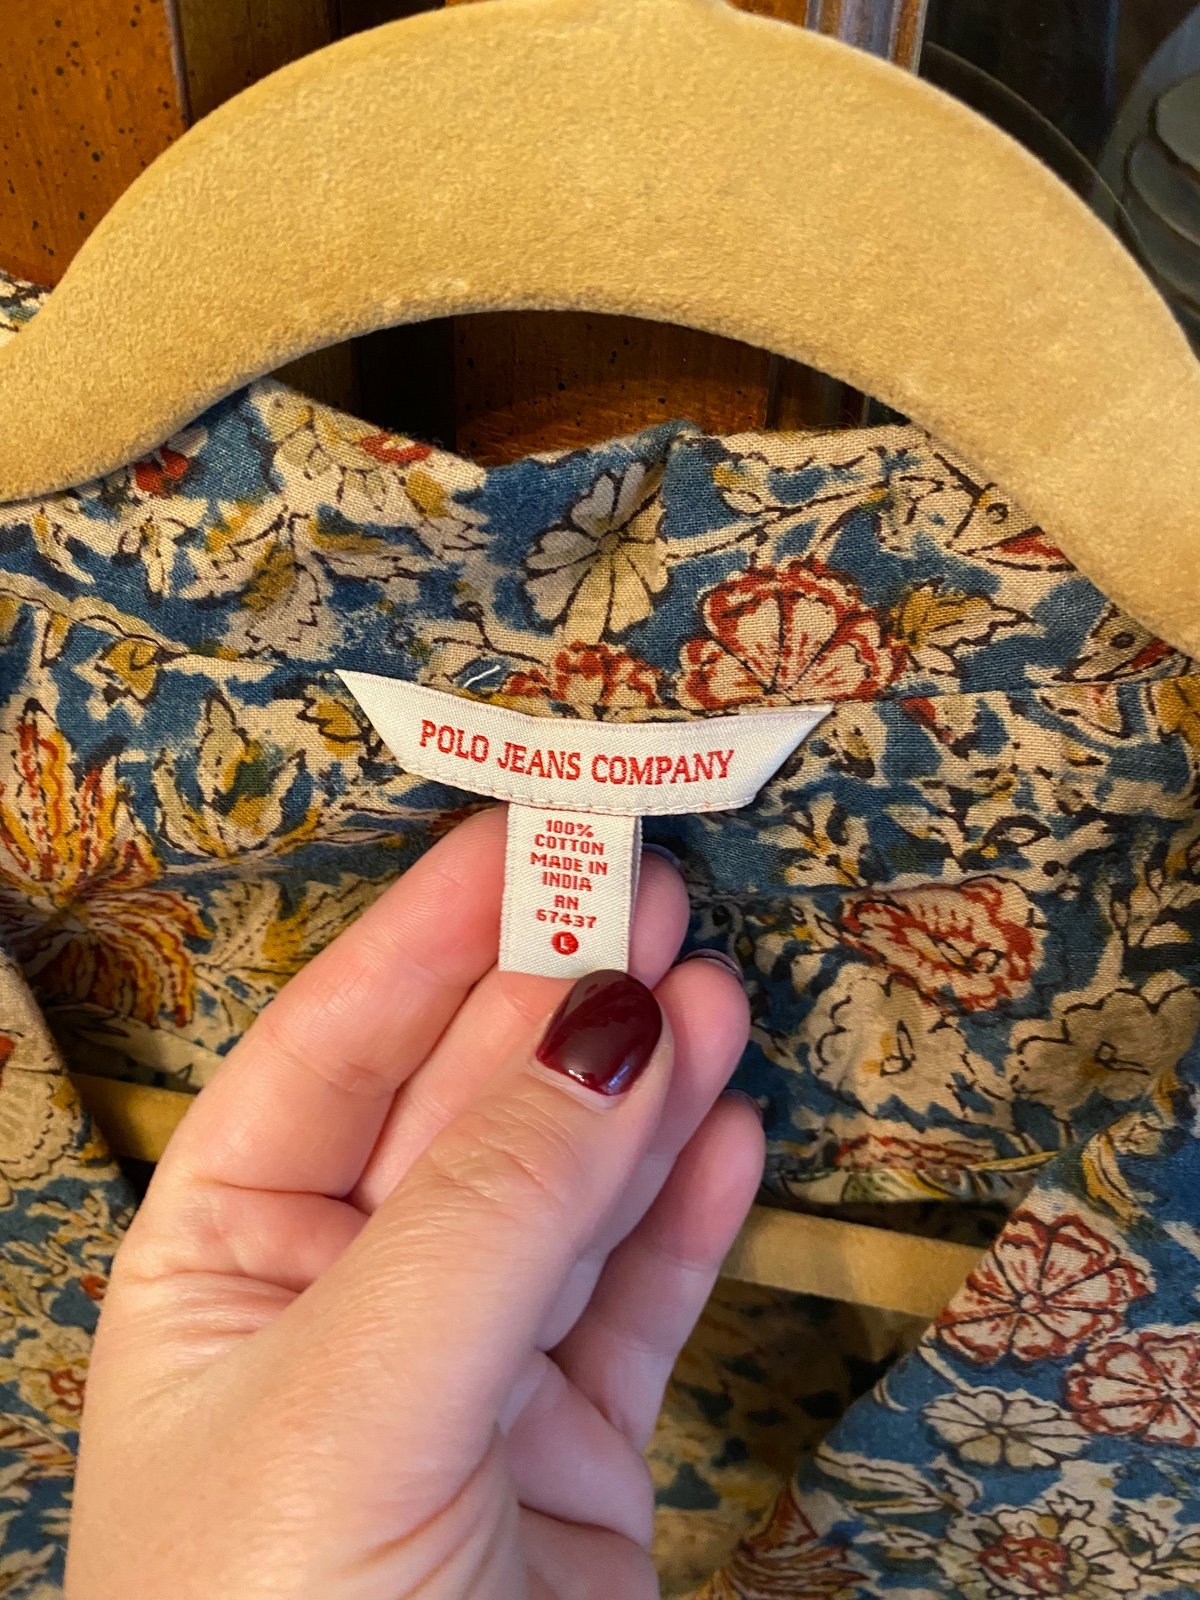 POLO JEANS COMPANY
100%
COTTON
MADE IN
INDIA
RN
67437
L